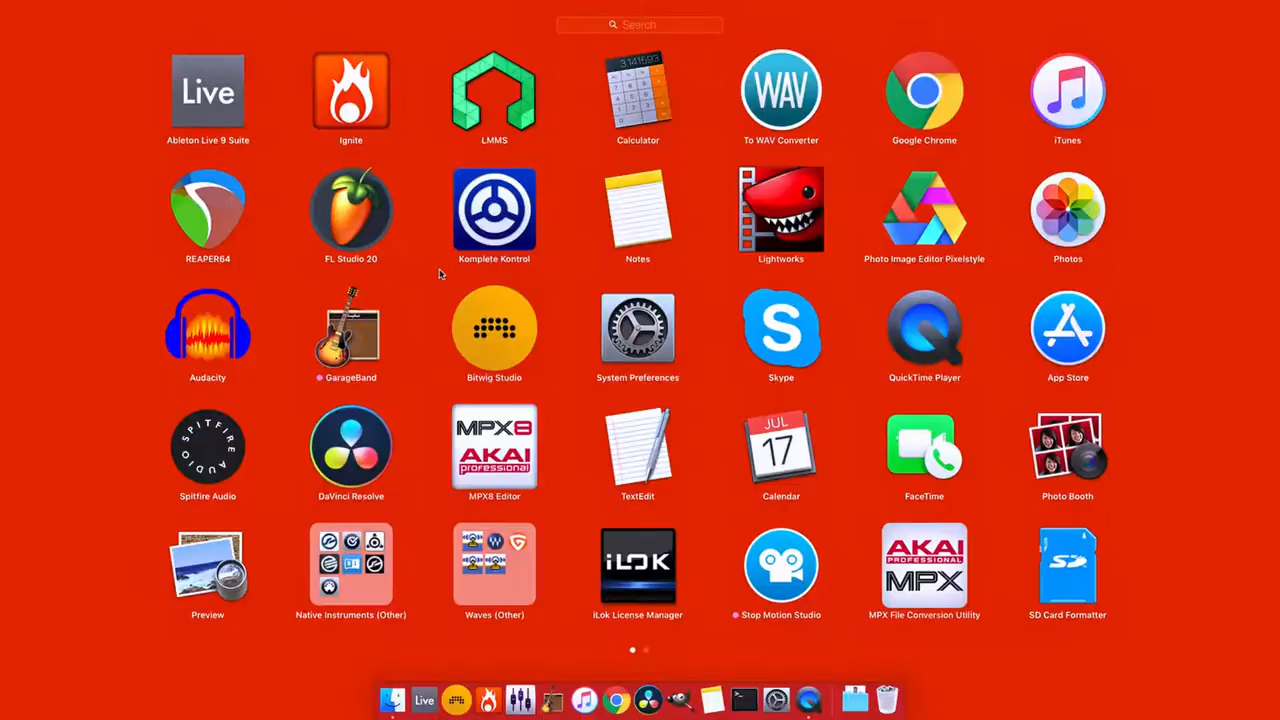 Search
Live
3.141593
WAV
Ableton Live 9 Suite
Ignite
LMMS
Calculator
To WAV Converter
Google Chrome
iTunes
REAPER64
FL Studio 20
Komplete Kontrol
Notes
Lightworks
Photo Image Editor Pixelstyle
Photos
S
Audacity
GarageBand
Bitwig Studio
System Preferences
Skype
QuickTime Player
App Store
SPITFIRE AUDIO
MPX8
AKAI
professional
JUL
17
Spitfire Audio
DaVinci Resolve
MPX8 Editor
TextEdit
Calendar
FaceTime
Photo Booth
iLOK
AKAI
PROFESSIONAL
MPX
SD
Preview
Native Instruments (Other)
Waves (Other)
iLok License Manager
Stop Motion Studio
MPX File Conversion Utility
SD Card Formatter
Live